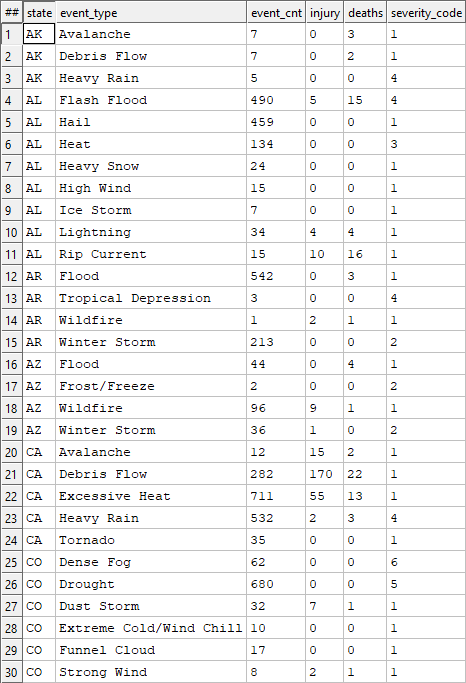 ## state event_type event_cnt injury deaths severity_code
1 AK Avalanche 7 0 3 1
2 AK Debris Flow 7 0 2 1
3 AK Heavy Rain 5 0 0 4
4 AL Flash Flood 490 5 15 4
5 AL Hail 459 0 0 1
6 AL Heat 134 0 0 3
7 AL Heavy Snow 24 0 0 1
8 AL High Wind 15 0 0 1
9 AL Ice Storm 7 0 0 1
10 AL Lightning 34 4 4 1
11 AL Rip Current 15 10 16 1
12 AR Flood 542 0 3 1
13 AR Tropical Depression 3 0 0 4
14 AR Wildfire 1 2 1 1
15 AR Winter Storm 213 0 0 2
16 AZ Flood 44 0 4 1
17 AZ Frost/Freeze 2 0 0 2
18 AZ Wildfire 96 9 1 1
19 AZ Winter Storm 36 1 0 2
20 CA Avalanche 12 15 2 1
21 CA Debris Flow 282 170 22 1
22 CA Excessive Heat 711 55 13 1
23 CA Heavy Rain 532 2 3 4
24 CA Tornado 35 0 0 1
25 CO Dense Fog 62 0 0 6
26 CO Drought 680 0 0 5
27 CO Dust Storm 32 7 1 1
28 CO Extreme Cold/Wind Chill 10 0 0 1
29 CO Funnel Cloud 17 0 0 1
30 CO Strong Wind 8 2 1 1